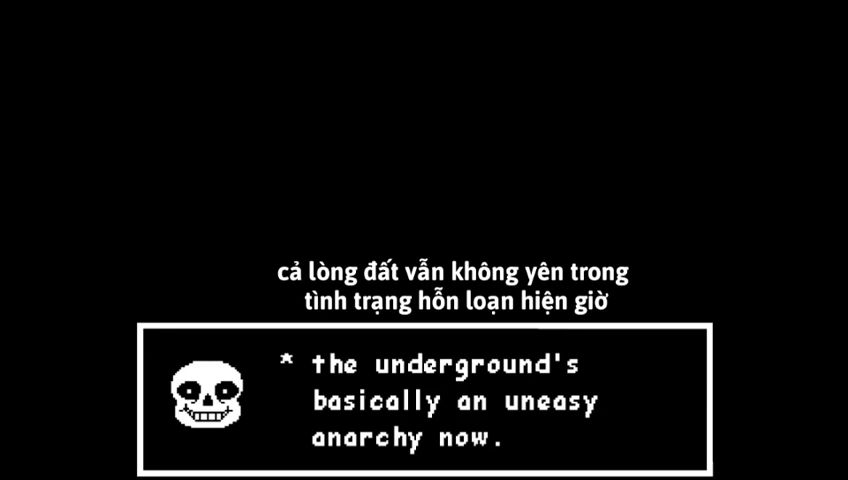 cả lòng đất vẫn không yên trong
tình trạng hỗn loạn hiện giờ
* the underground's
basically an uneasy
anarchy now.